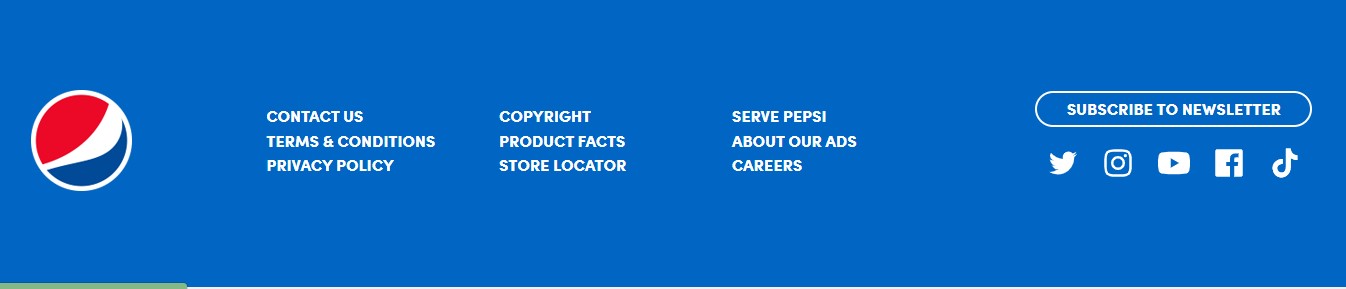 CONTACT US
TERMS & CONDITIONS
PRIVACY POLICY
COPYRIGHT
PRODUCT FACTS
STORE LOCATOR
SERVE PEPSI
ABOUT OUR ADS
CAREERS
SUBSCRIBE TO NEWSLETTER